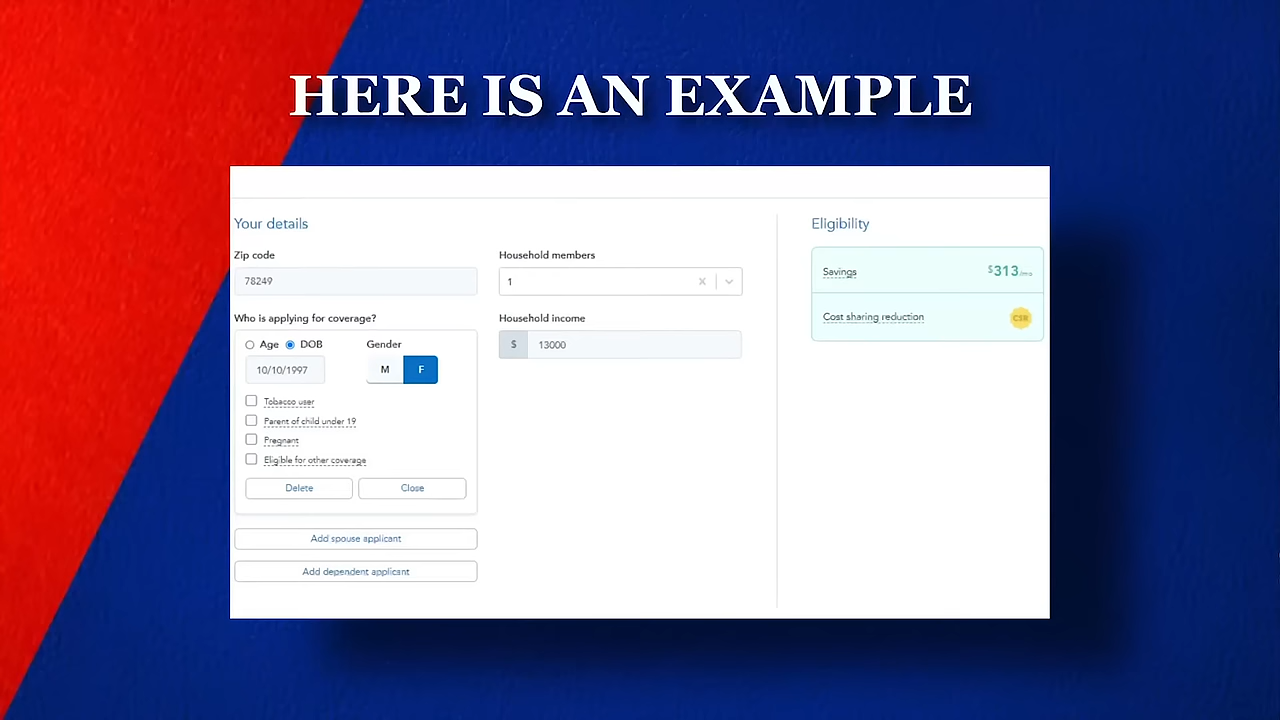 HERE IS AN EXAMPLE
Your details
Zip code
78249
Who is applying for coverage?
Age DOB
Gender
10/10/1997
M F
Tobacco user
Parent of child under 19
Pregnant
Eligible for other coverage
Delete Close
Add spouse applicant
Add dependent applicant
Household members
1
Household income
$ 13000
Eligibility
Savings $313/mo
Cost sharing reduction CSR